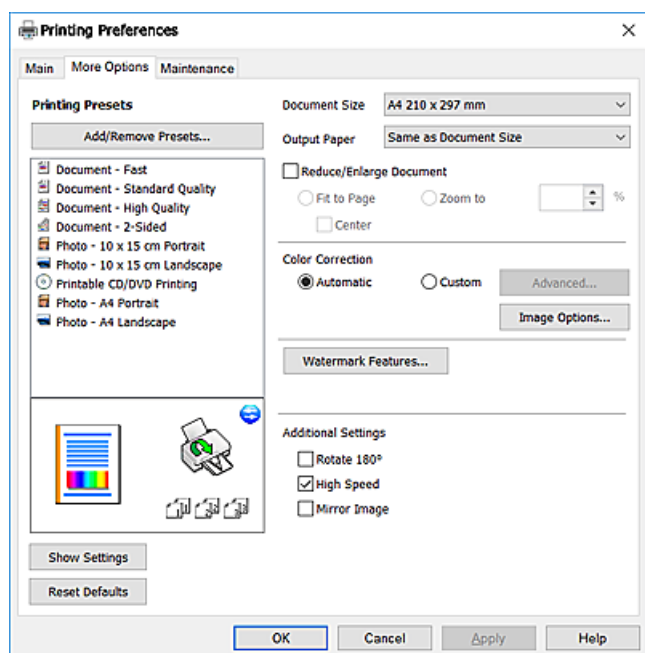 Printing Preferences
Main More Options Maintenance
Printing Presets
Add/Remove Presets...
Document - Fast
Document - Standard Quality
Document - High Quality
Document - 2-Sided
Photo - 10 x 15 cm Portrait
Photo - 10 x 15 cm Landscape
Printable CD/DVD Printing
Photo - A4 Portrait
Photo - A4 Landscape
Show Settings
Reset Defaults
Document Size A4 210 x 297 mm
Output Paper Same as Document Size
Reduce/Enlarge Document
Fit to Page Zoom to %
Center
Color Correction
Automatic Custom Advanced...
Image Options...
Watermark Features...
Additional Settings
Rotate 180º
High Speed
Mirror Image
OK Cancel Apply Help